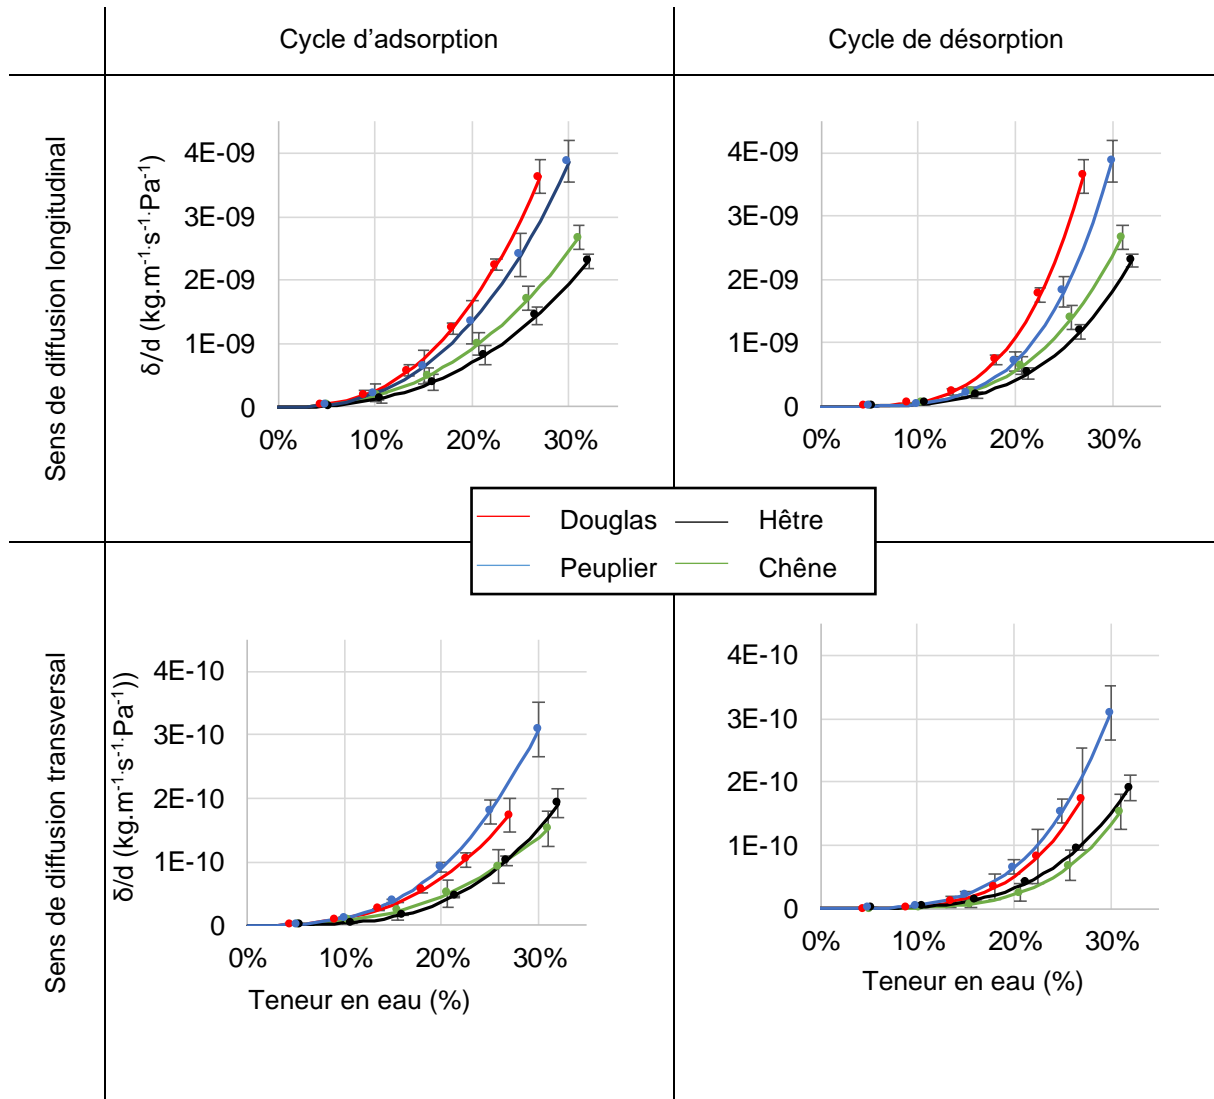 Cycle d'adsorption
Cycle de désorption
Sens de diffusion longitudinal
δ/d (kg.m⁻¹·s⁻¹·Pa⁻¹)
4E-09
3E-09
2E-09
1E-09
0
0% 10% 20% 30%
4E-09
3E-09
2E-09
1E-09
0
0% 10% 20% 30%
Douglas Hêtre
Peuplier Chêne
Sens de diffusion transversal
δ/d (kg.m⁻¹·s⁻¹·Pa⁻¹))
4E-10
3E-10
2E-10
1E-10
0
0% 10% 20% 30%
Teneur en eau (%)
4E-10
3E-10
2E-10
1E-10
0
0% 10% 20% 30%
Teneur en eau (%)